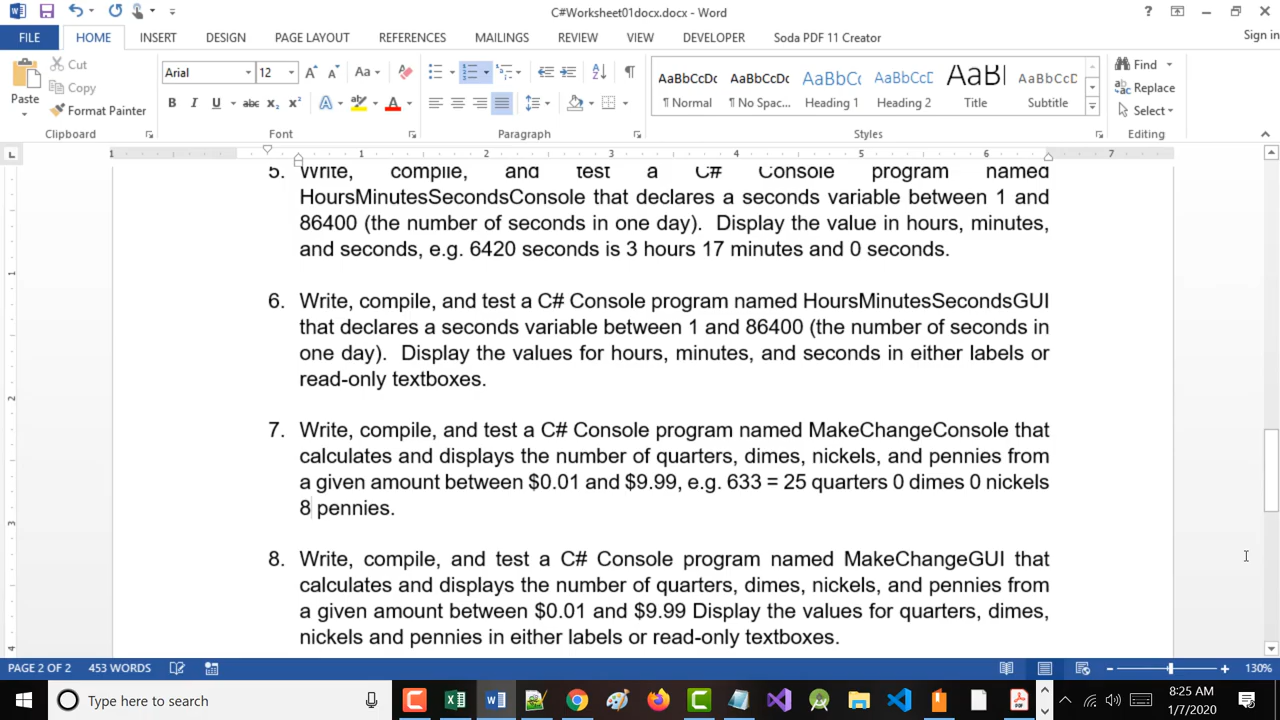 C#Worksheet01docx.docx - Word
Sign in
FILE HOME INSERT DESIGN PAGE LAYOUT REFERENCES MAILINGS REVIEW VIEW DEVELOPER Soda PDF 11 Creator
Paste
Cut
Copy
Format Painter
Clipboard
Arial 12
Font
Paragraph
AaBbCcDc AaBbCcDc AaBbCc AaBbCcD AaB AaBbCcD
¶ Normal ¶ No Spac... Heading 1 Heading 2 Title Subtitle
Styles
Find
Replace
Select
Editing
1 1 2 3 4 5 6 7
5. Write, compile, and test a C# Console program named
HoursMinutesSecondsConsole that declares a seconds variable between 1 and
86400 (the number of seconds in one day). Display the value in hours, minutes,
and seconds, e.g. 6420 seconds is 3 hours 17 minutes and 0 seconds.
6. Write, compile, and test a C# Console program named HoursMinutesSecondsGUI
that declares a seconds variable between 1 and 86400 (the number of seconds in
one day). Display the values for hours, minutes, and seconds in either labels or
read-only textboxes.
7. Write, compile, and test a C# Console program named MakeChangeConsole that
calculates and displays the number of quarters, dimes, nickels, and pennies from
a given amount between $0.01 and $9.99, e.g. 633 = 25 quarters 0 dimes 0 nickels
8 pennies.
8. Write, compile, and test a C# Console program named MakeChangeGUI that
calculates and displays the number of quarters, dimes, nickels, and pennies from
a given amount between $0.01 and $9.99 Display the values for quarters, dimes,
nickels and pennies in either labels or read-only textboxes.
PAGE 2 OF 2 453 WORDS 130%
Type here to search
8:25 AM
1/7/2020